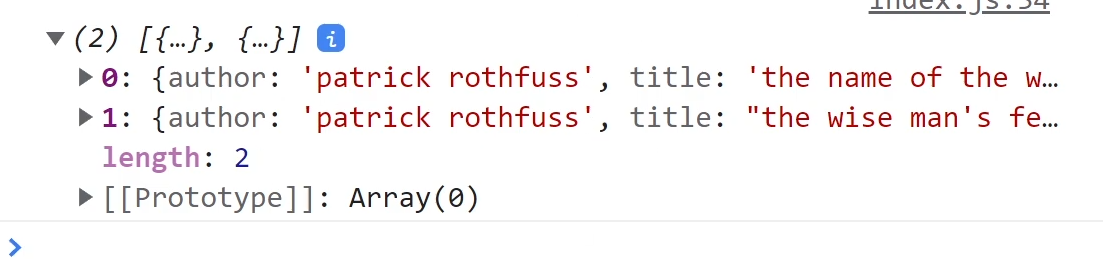 index.js:34
(2) [{…}, {…}] i
0: {author: 'patrick rothfuss', title: 'the name of the w…
1: {author: 'patrick rothfuss', title: "the wise man's fe…
length: 2
[[Prototype]]: Array(0)